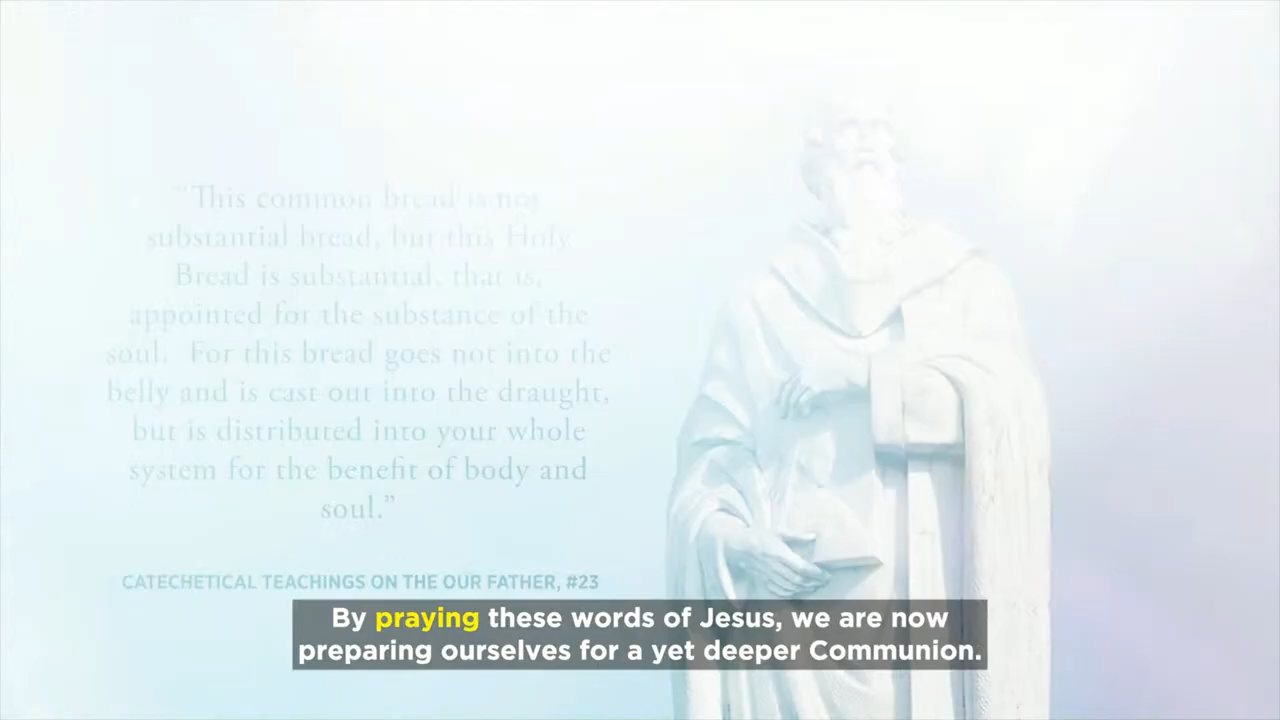 “This common bread is not
substantial bread, but this Holy
Bread is substantial, that is,
appointed for the substance of the
soul. For this bread goes not into the
belly and is cast out into the draught,
but is distributed into your whole
system for the benefit of body and
soul.”
CATECHETICAL TEACHINGS ON THE OUR FATHER, #23
By praying these words of Jesus, we are now
preparing ourselves for a yet deeper Communion.